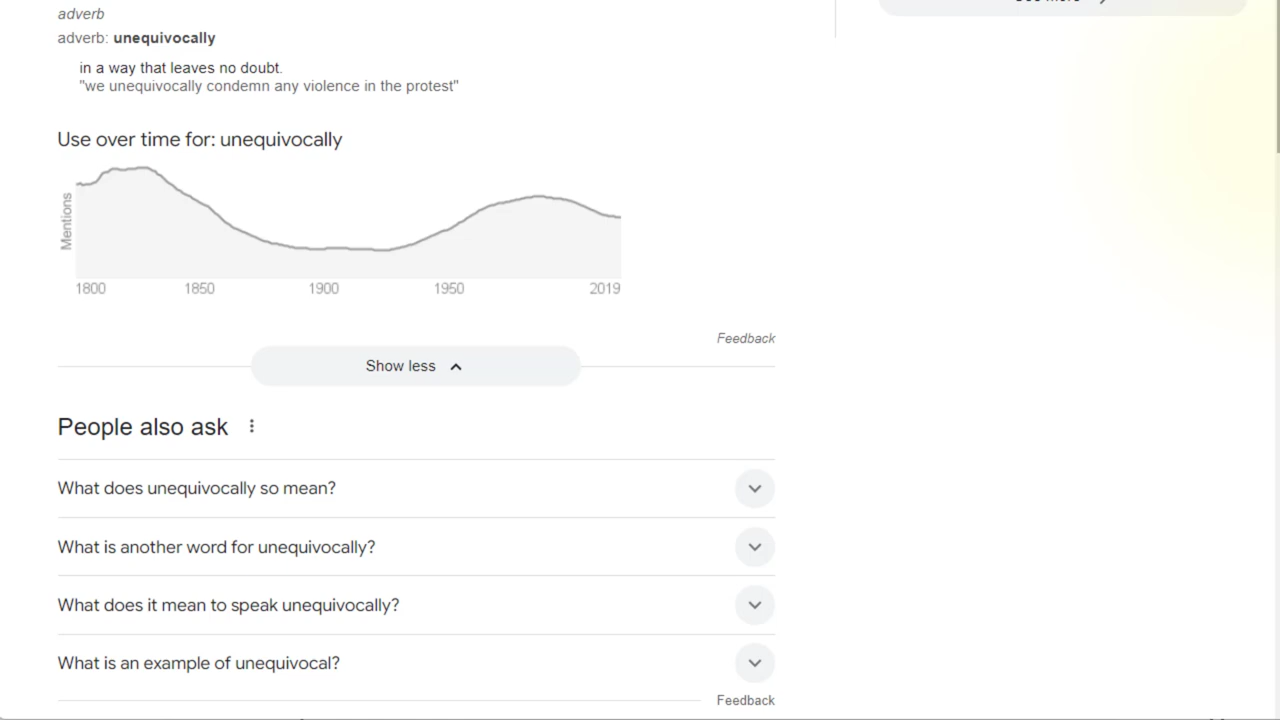 See more
adverb
adverb: unequivocally
in a way that leaves no doubt.
"we unequivocally condemn any violence in the protest"
Use over time for: unequivocally
Mentions
1800 1850 1900 1950 2019
Feedback
Show less
People also ask
What does unequivocally so mean?
What is another word for unequivocally?
What does it mean to speak unequivocally?
What is an example of unequivocal?
Feedback